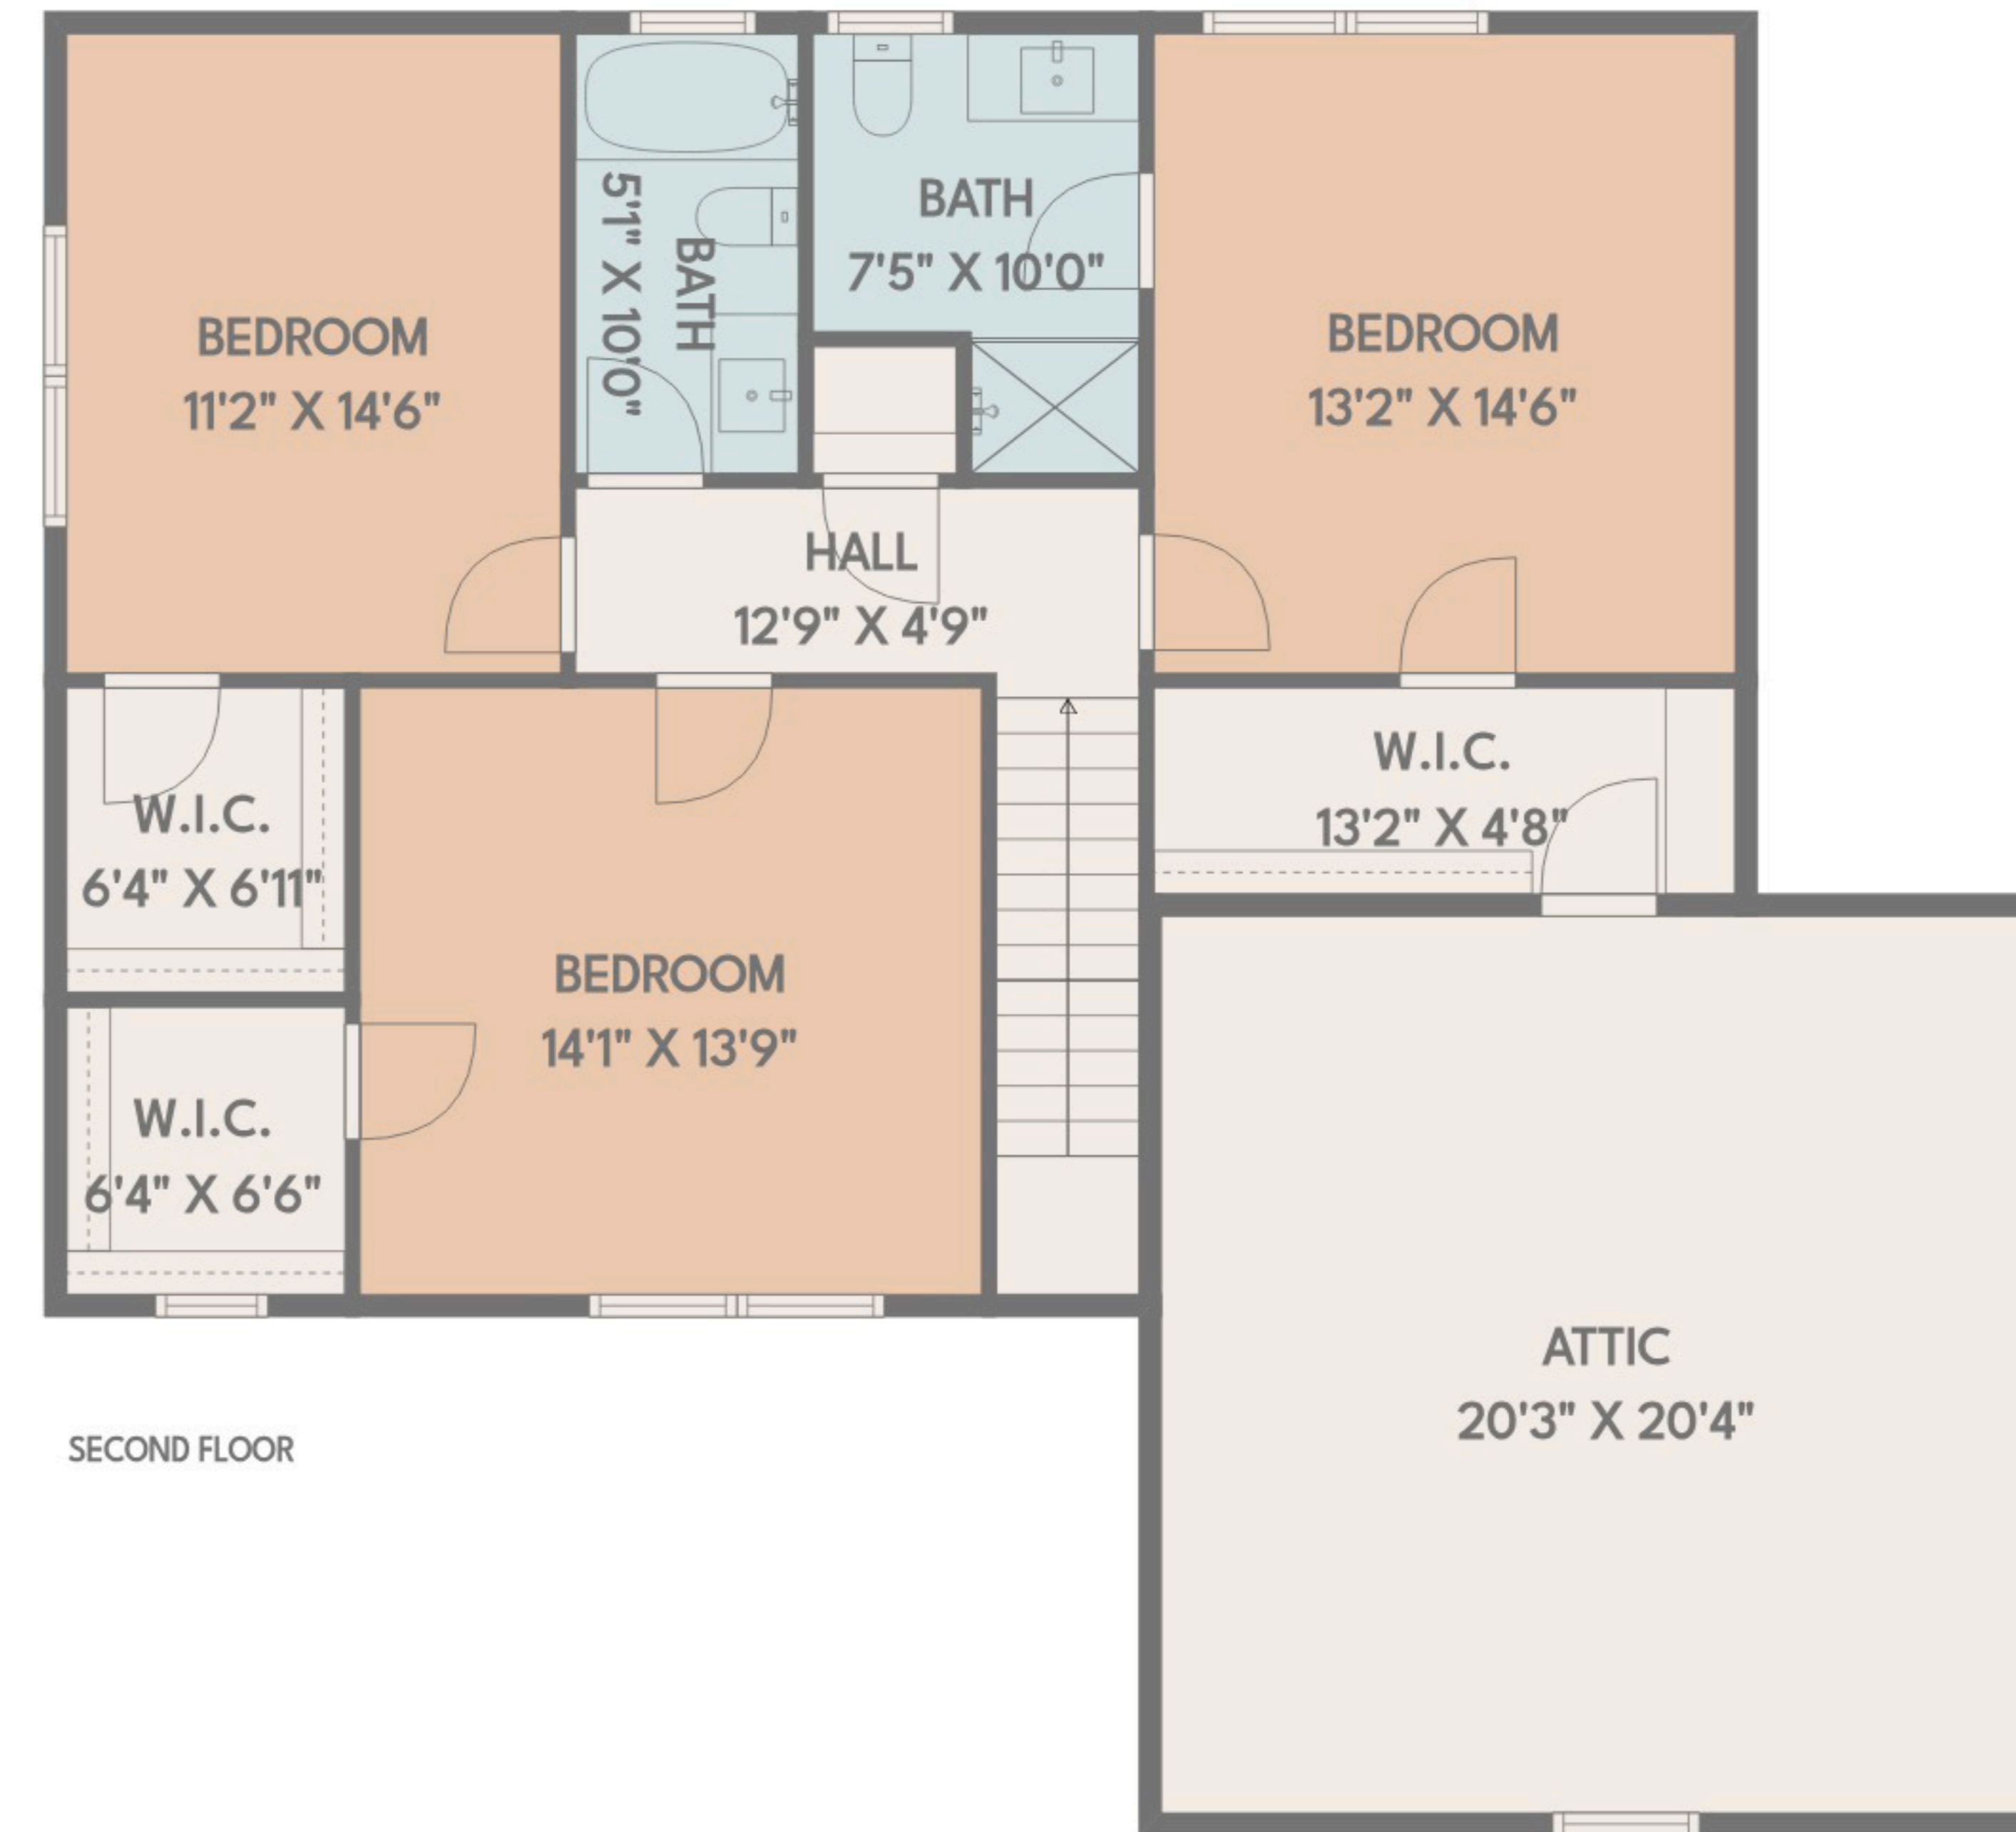 BEDROOM
11'2" X 14'6"
BATH
5'1" X 10'0"
BATH
7'5" X 10'0"
BEDROOM
13'2" X 14'6"
HALL
12'9" X 4'9"
W.I.C.
6'4" X 6'11"
W.I.C.
13'2" X 4'8"
BEDROOM
14'1" X 13'9"
W.I.C.
6'4" X 6'6"
ATTIC
20'3" X 20'4"
SECOND FLOOR